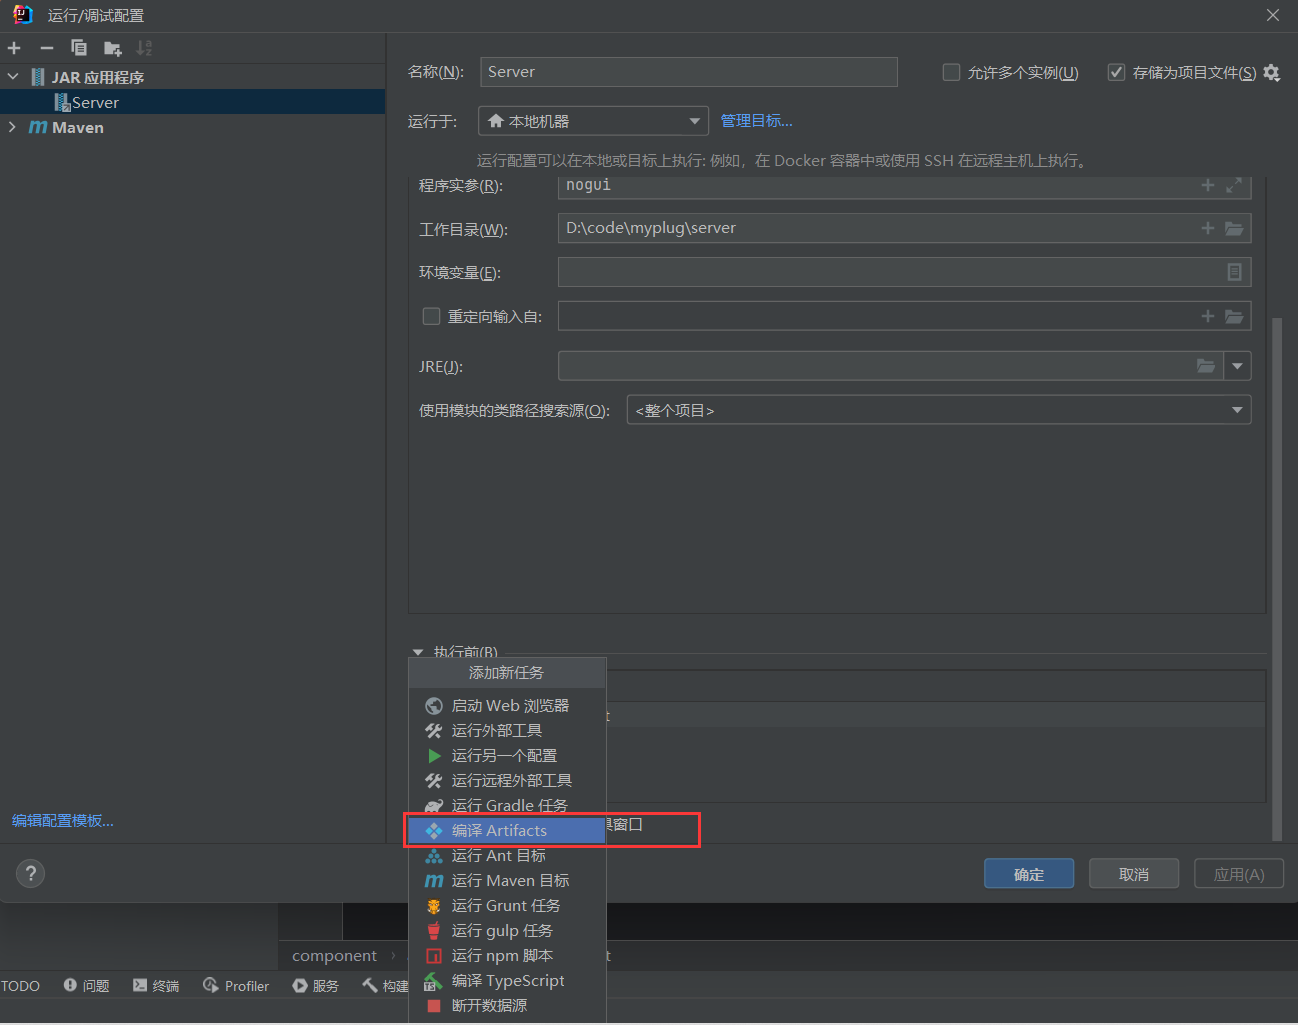 运行/调试配置
JAR 应用程序
Server
Maven
编辑配置模板...
名称(N):
Server
允许多个实例(U)
存储为项目文件(S)
运行于:
本地机器
管理目标...
运行配置可以在本地或目标上执行: 例如，在 Docker 容器中或使用 SSH 在远程主机上执行。
程序实参(R):
nogui
工作目录(W):
D:\code\myplug\server
环境变量(E):
重定向输入自:
JRE(J):
使用模块的类路径搜索源(O):
<整个项目>
执行前(B)
添加新任务
启动 Web 浏览器
运行外部工具
运行另一个配置
运行远程外部工具
运行 Gradle 任务
编译 Artifacts
窗口
运行 Ant 目标
运行 Maven 目标
运行 Grunt 任务
运行 gulp 任务
运行 npm 脚本
编译 TypeScript
断开数据源
?
确定
取消
应用(A)
component
TODO
问题
终端
Profiler
服务
构建